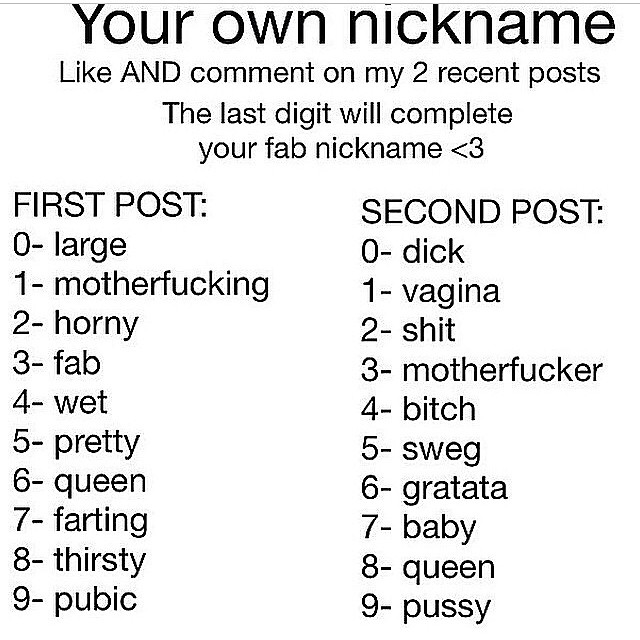 Your own nickname
Like AND comment on my 2 recent posts
The last digit will complete
your fab nickname <3
FIRST POST:
0- large
1- motherfucking
2- horny
3- fab
4- wet
5- pretty
6- queen
7- farting
8- thirsty
9- pubic
SECOND POST:
0- dick
1- vagina
2- shit
3- motherfucker
4- bitch
5- sweg
6- gratata
7- baby
8- queen
9- pussy